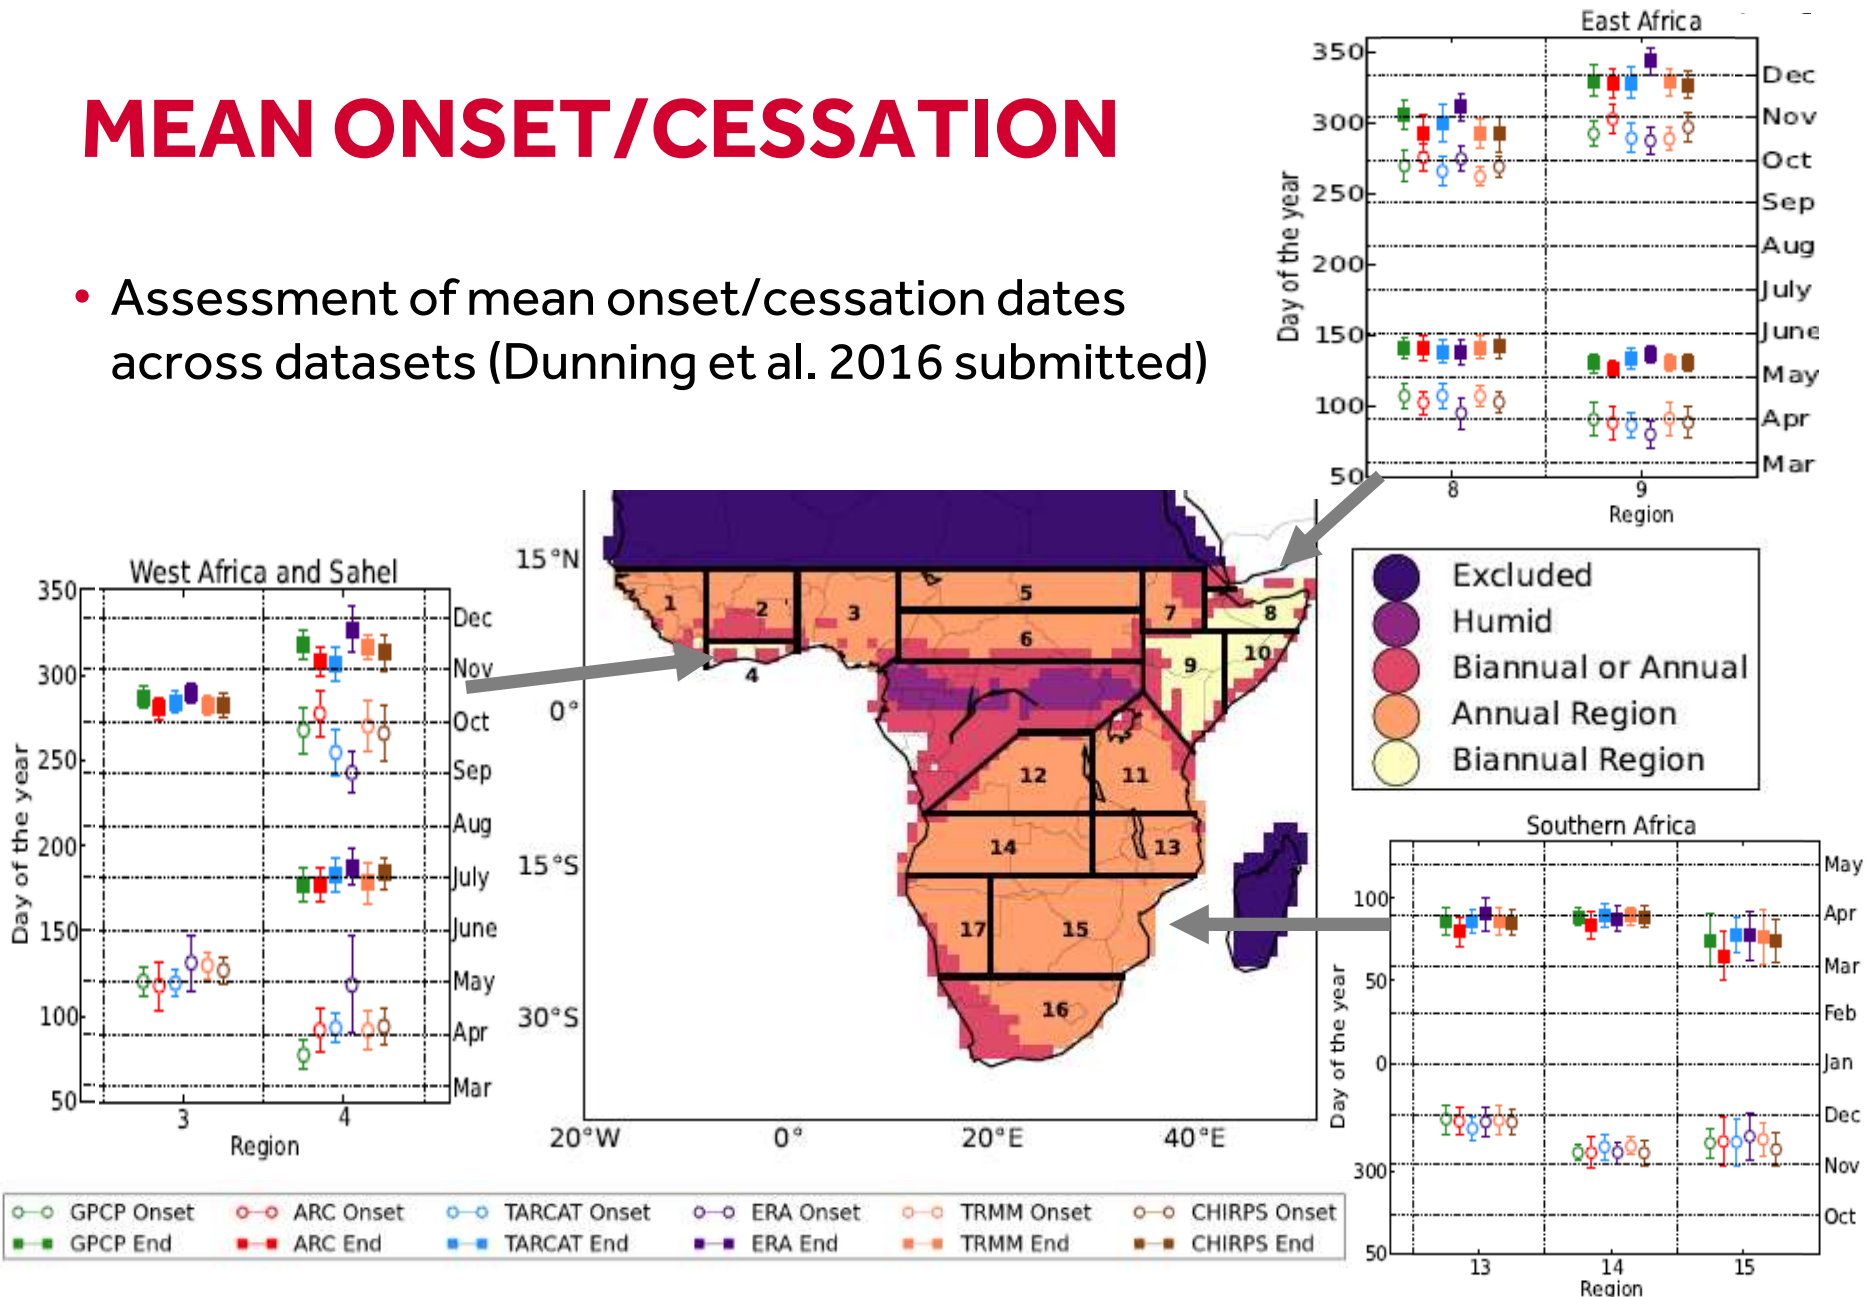 MEAN ONSET/CESSATION
• Assessment of mean onset/cessation dates
across datasets (Dunning et al. 2016 submitted)
East Africa
350
300
250
200
150
100
50
Day of the year
Dec
Nov
Oct
Sep
Aug
July
June
May
Apr
Mar
8
9
Region
West Africa and Sahel
350
300
250
200
150
100
50
Day of the year
Dec
Nov
Oct
Sep
Aug
July
June
May
Apr
Mar
3
4
Region
15°N
0°
15°S
30°S
20°W
0°
20°E
40°E
1
2
3
4
5
6
7
8
9
10
11
12
13
14
15
16
17
Excluded
Humid
Biannual or Annual
Annual Region
Biannual Region
Southern Africa
100
50
0
300
50
Day of the year
May
Apr
Mar
Feb
Jan
Dec
Nov
Oct
13
14
15
Region
GPCP Onset
ARC Onset
TARCAT Onset
ERA Onset
TRMM Onset
CHIRPS Onset
GPCP End
ARC End
TARCAT End
ERA End
TRMM End
CHIRPS End